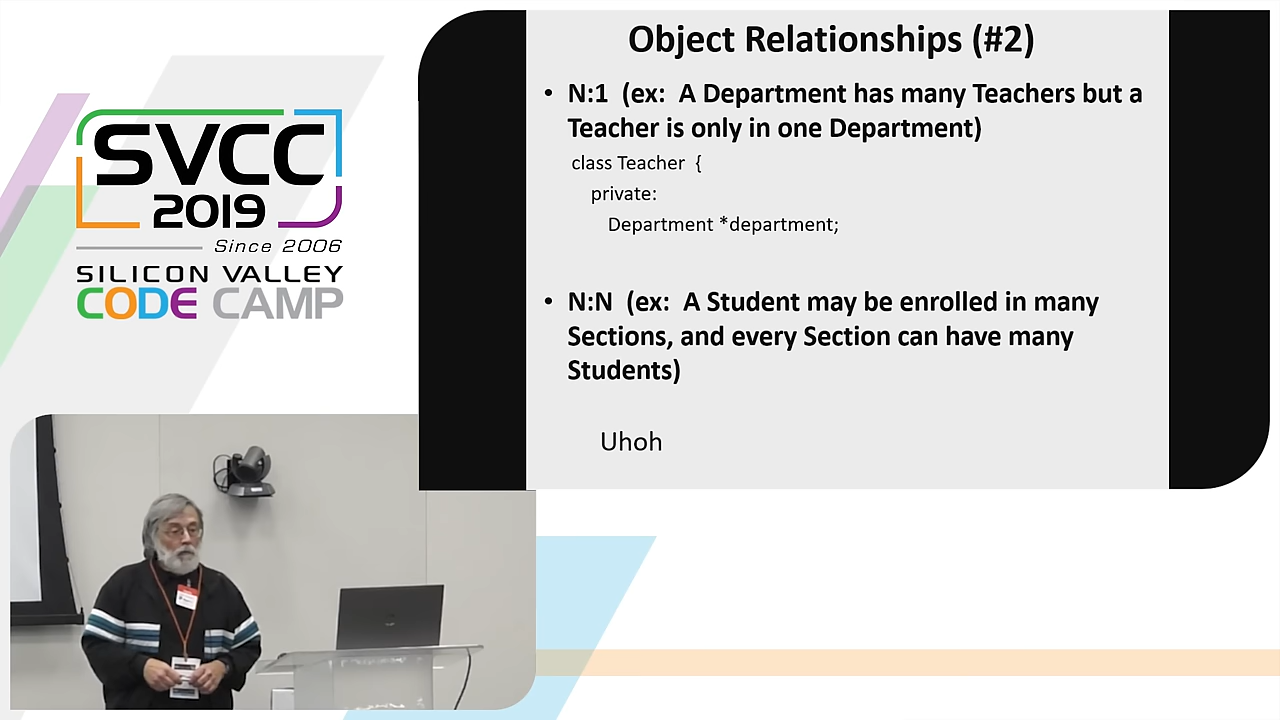 SVCC
2019
Since 2006
SILICON VALLEY
CODE CAMP
Object Relationships (#2)
• N:1 (ex: A Department has many Teachers but a
Teacher is only in one Department)
class Teacher {
private:
Department *department;
• N:N (ex: A Student may be enrolled in many
Sections, and every Section can have many
Students)
Uhoh